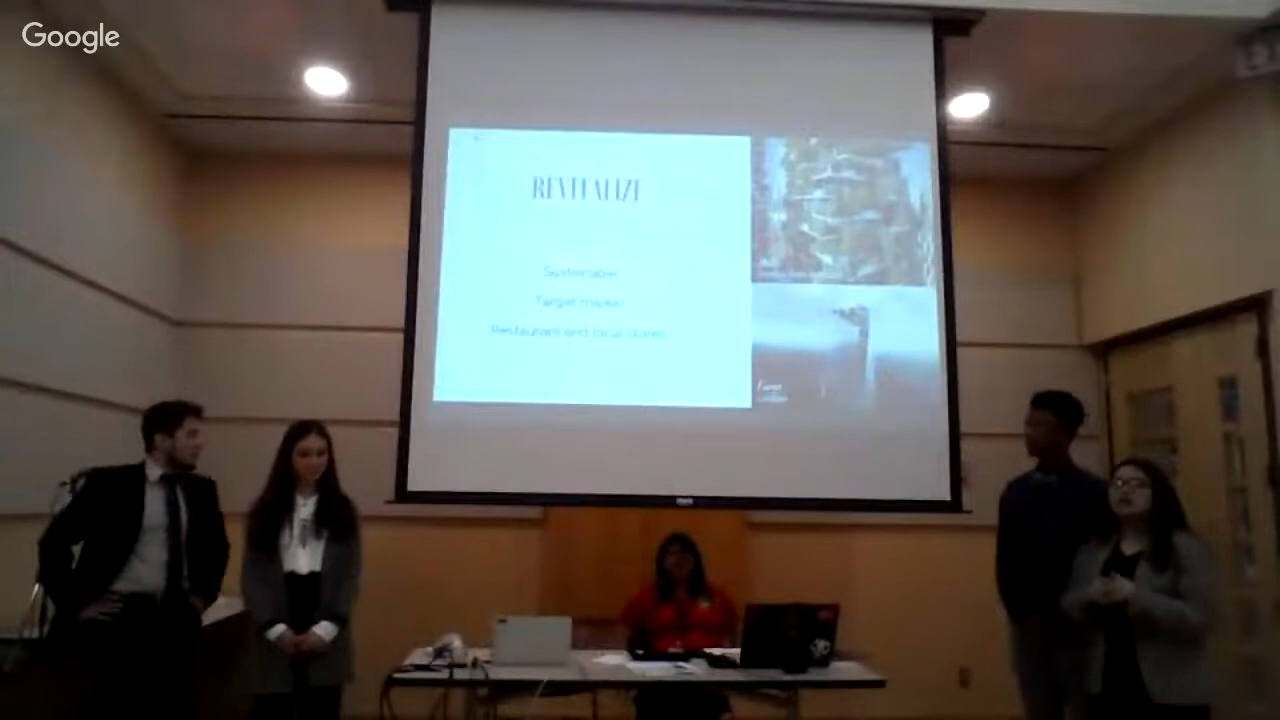 Google
REVITALIZE
Sustainable
Target market
Restaurant and local stores